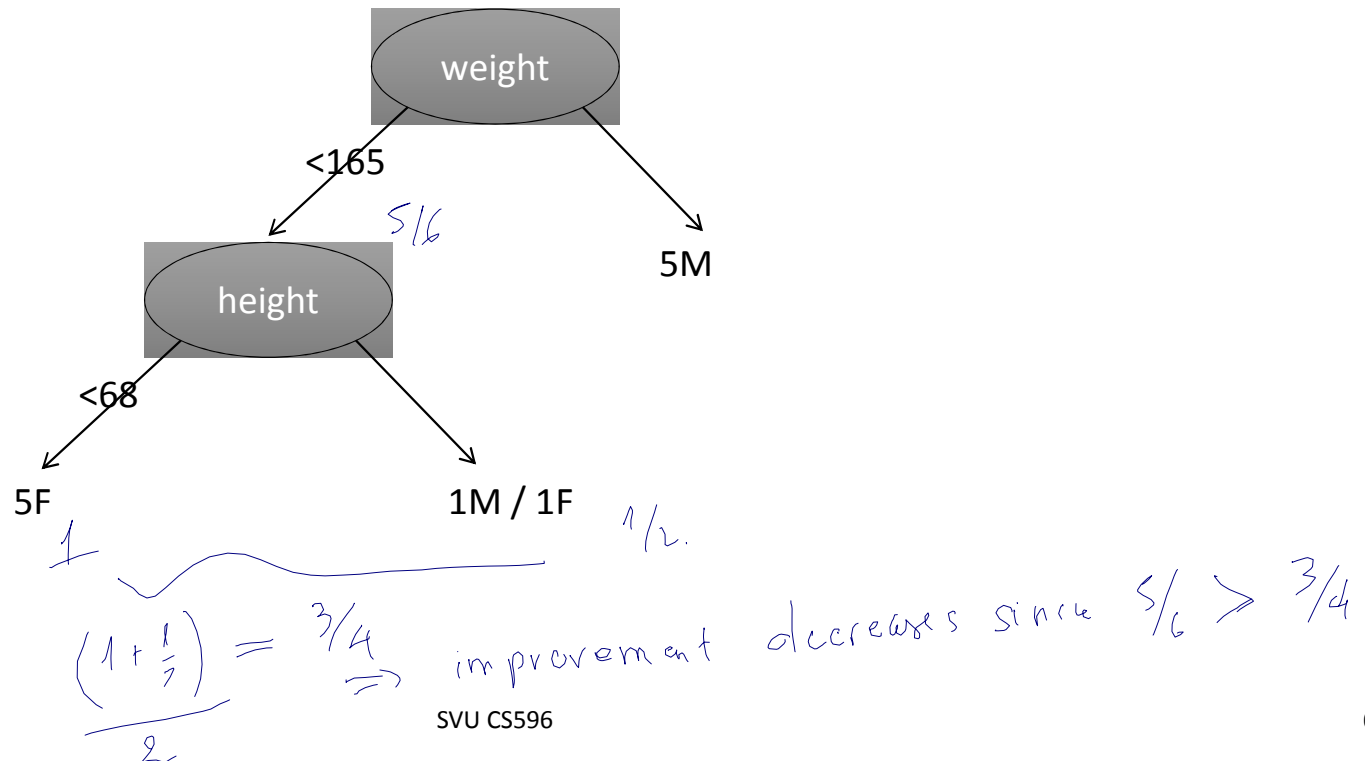 weight
<165
5/6
5M
height
<68
5F
1M / 1F
1
1/2.
(1 + 1/2) / 2 = 3/4 => improvement decreases since 5/6 > 3/4
SVU CS596